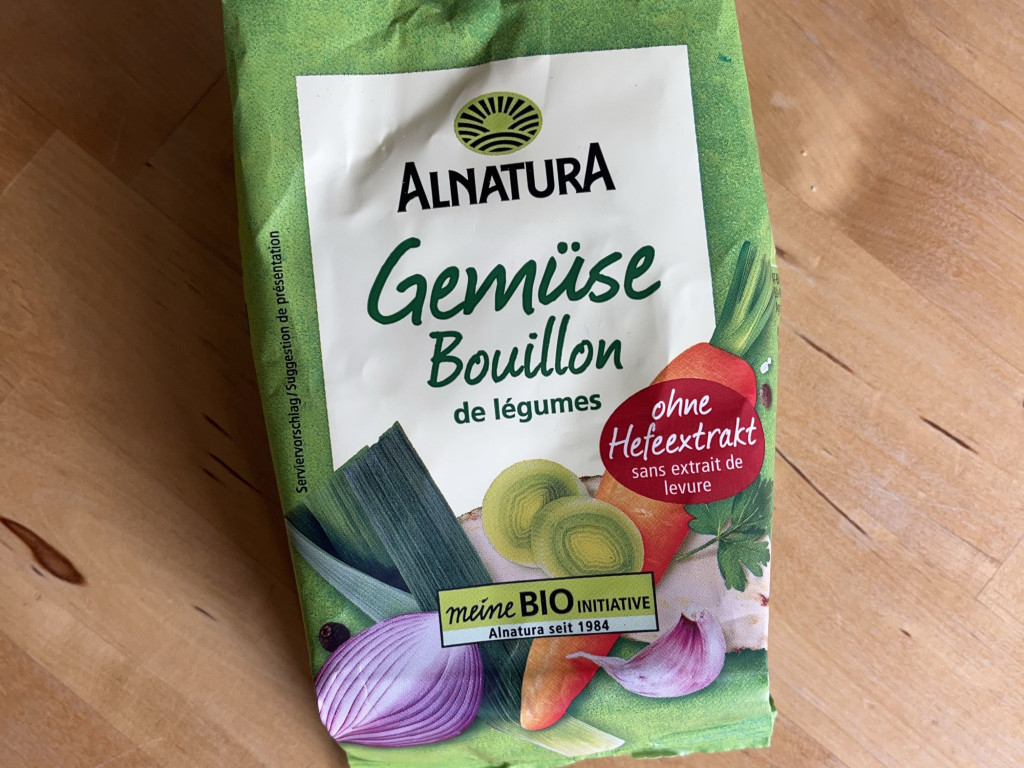 ALNATURA
Gemüse
Bouillon
de légumes
ohne
Hefeextrakt
sans extrait de
levure
Serviervorschlag/Suggestion de présentation
meine BIO INITIATIVE
Alnatura seit 1984